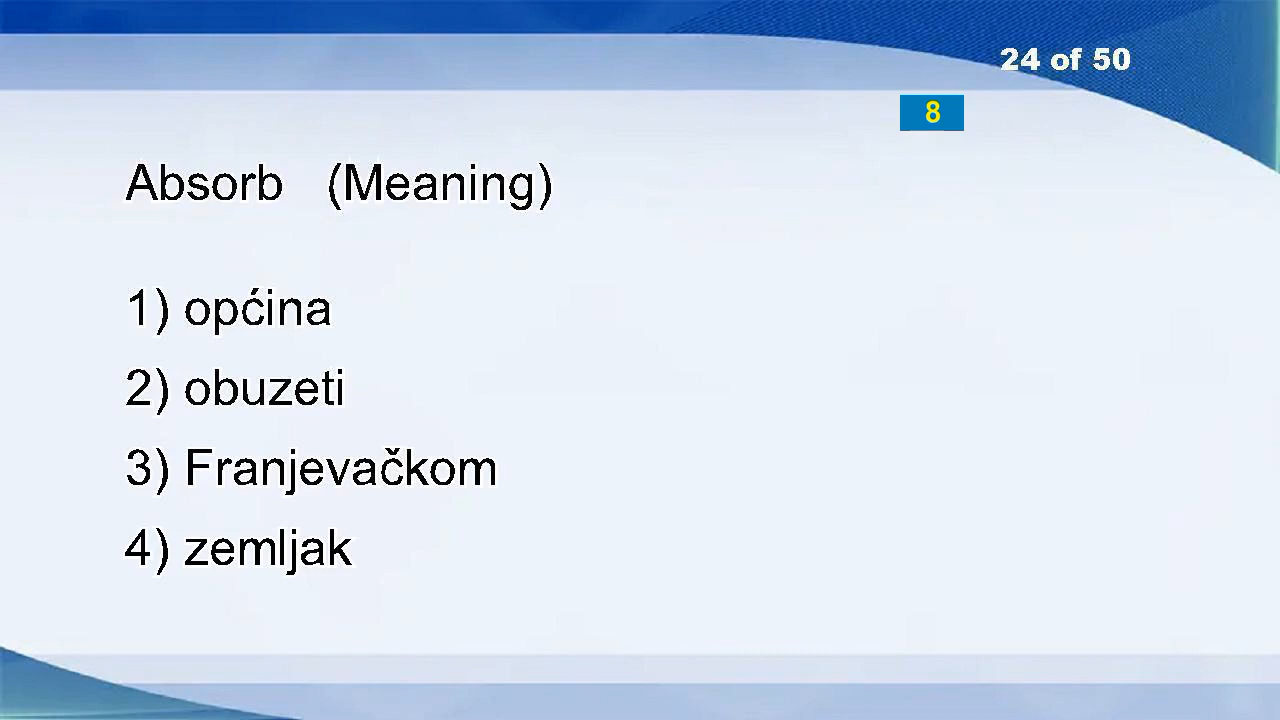 24 of 50
8
Absorb (Meaning)
1) općina
2) obuzeti
3) Franjevačkom
4) zemljak